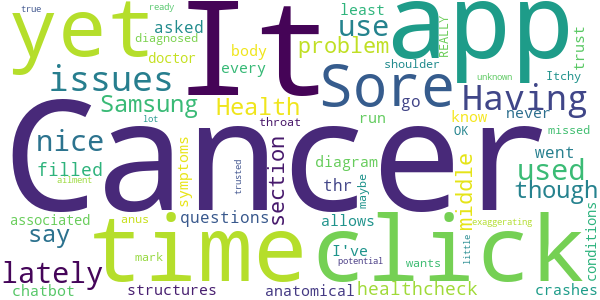 true ready
yet It app
least
asked use REALLY trust
diagnosed
doctor problem
body shoulder
issues every Sore go Itchy
Samsung Health Having unknown
lot throat run know never
nice Cancer OK missed
filled symptoms section diagram middle went used
ailment trusted thr though
associated anus questions maybe allows exaggerating
say time click conditions
mark I've little
lately potential wants
chatbot structures anatomical healthcheck crashes